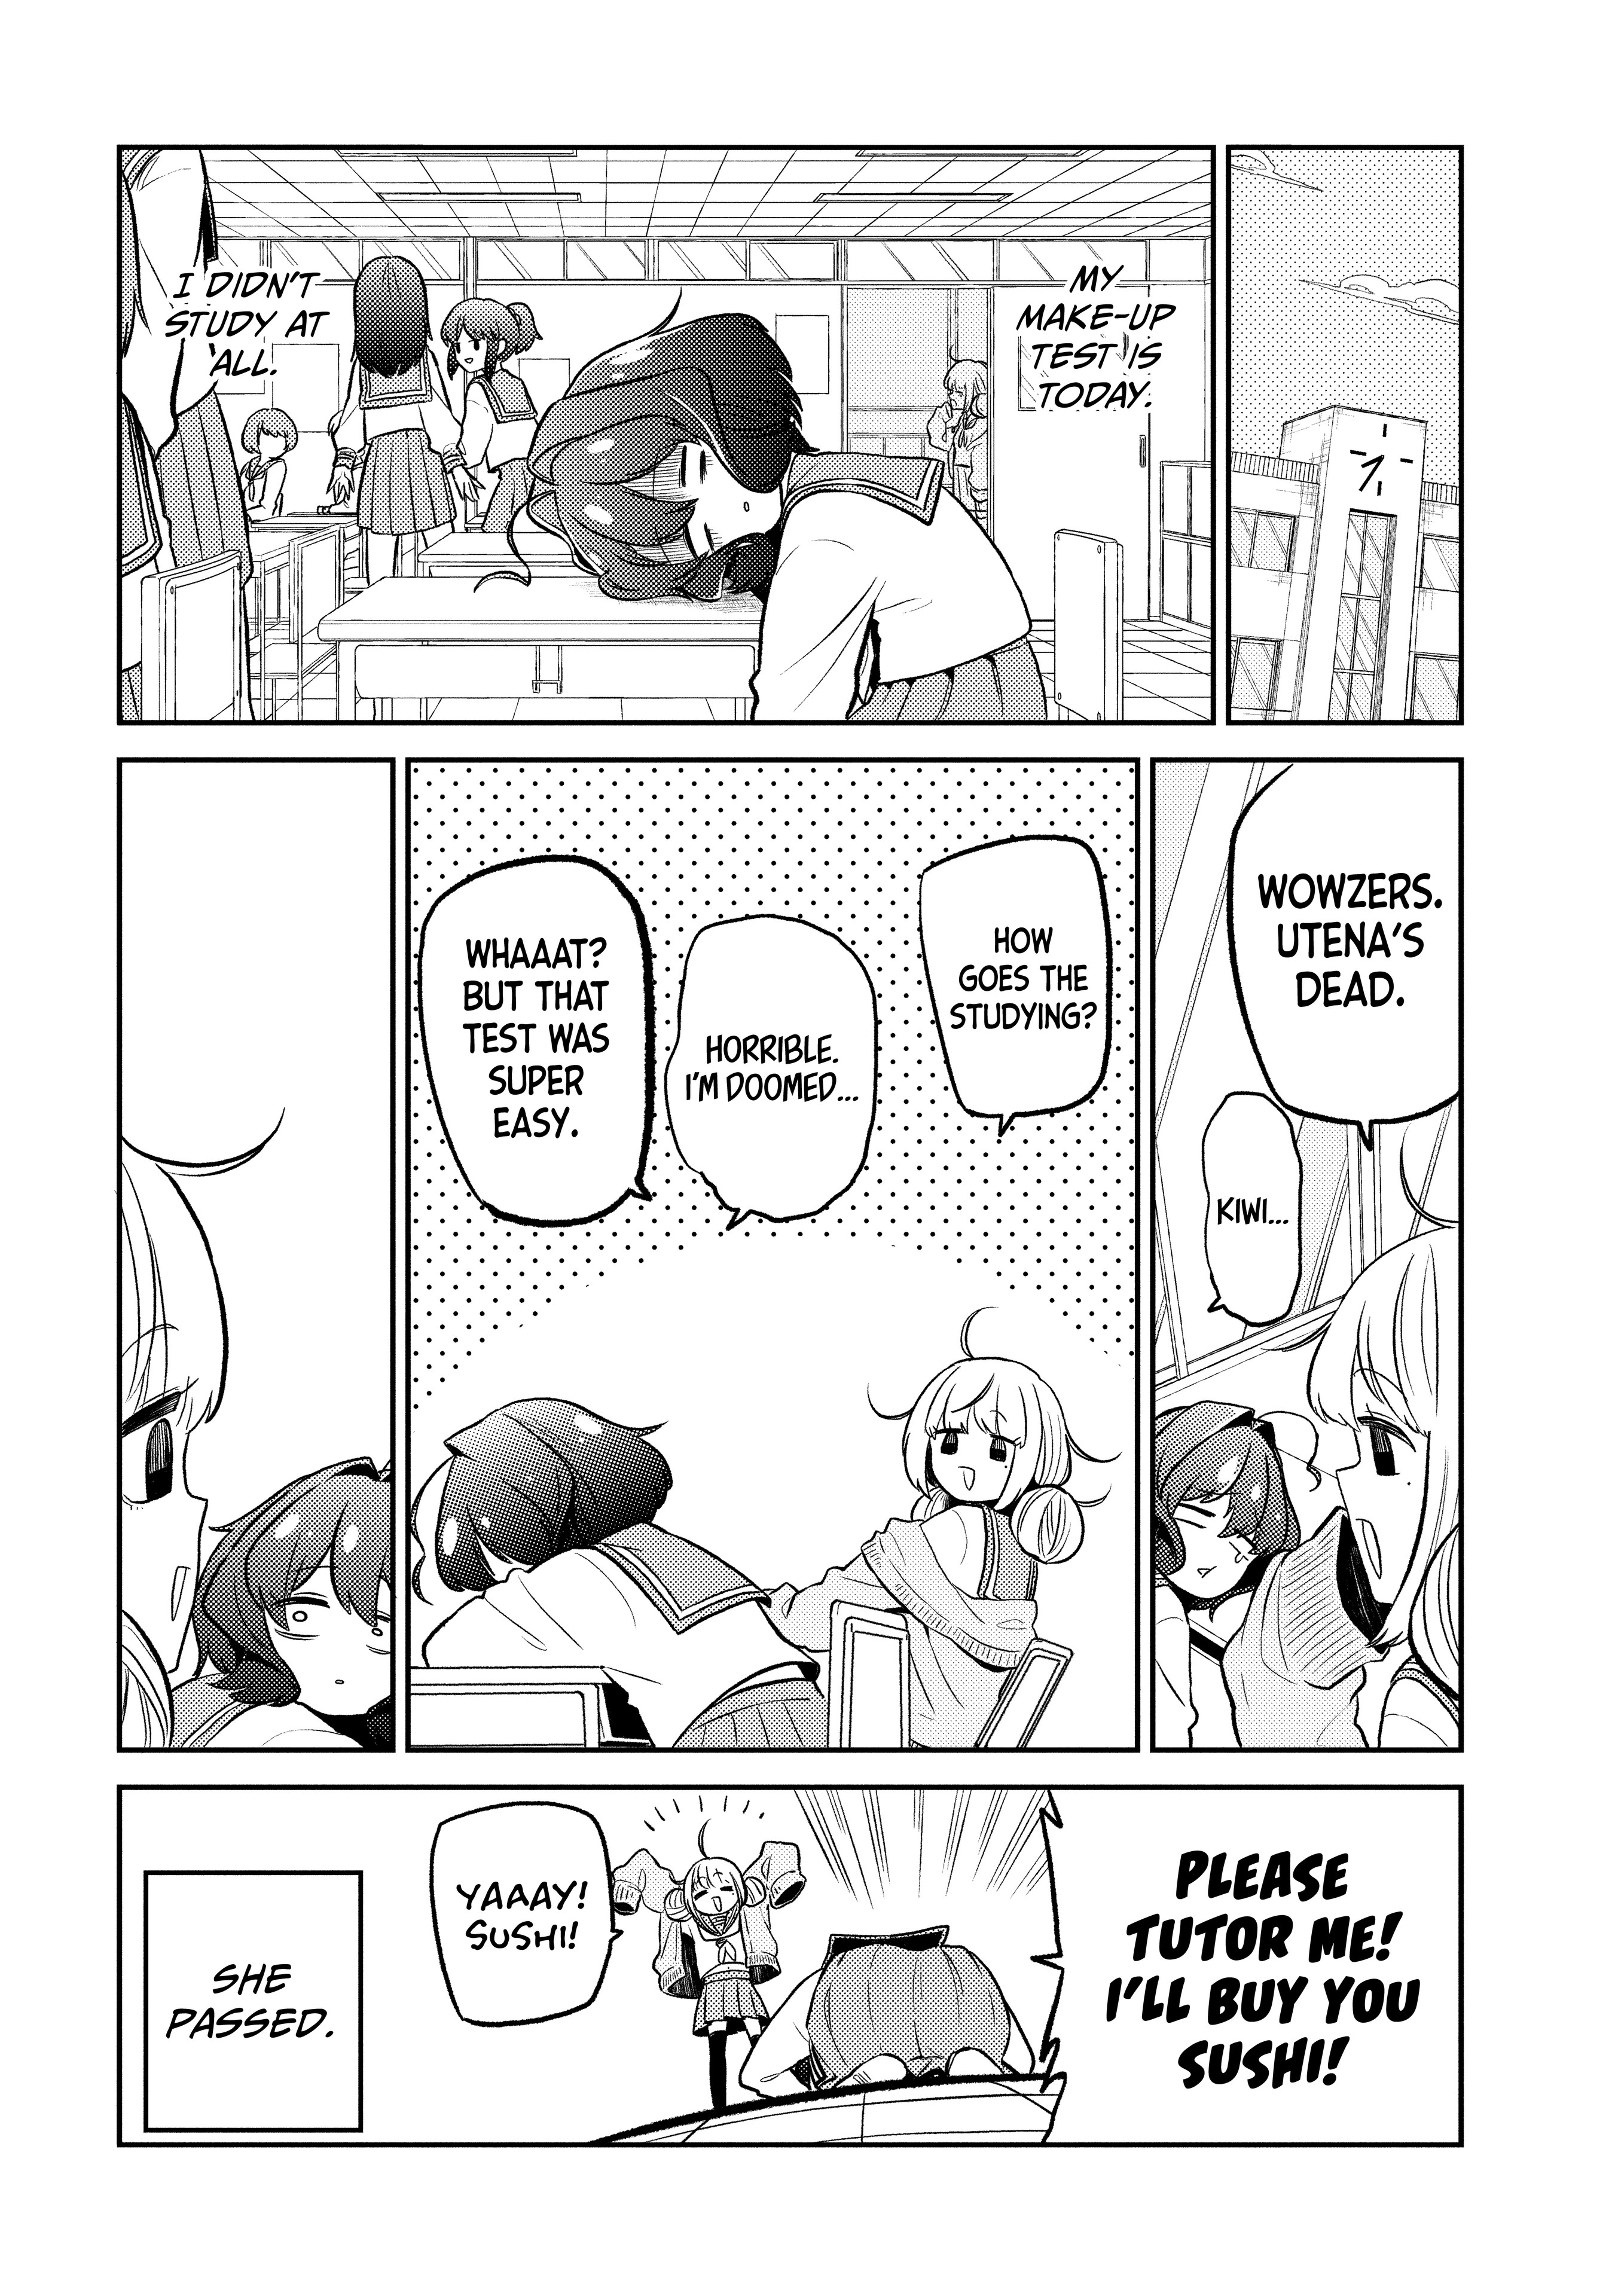 MY
MAKE-UP
TEST IS
TODAY.
I DIDN'T
STUDY AT
ALL.
WOWZERS.
UTENA'S
DEAD.
KIWI...
HOW
GOES THE
STUDYING?
HORRIBLE.
I'M DOOMED...
WHAAAT?
BUT THAT
TEST WAS
SUPER
EASY.
PLEASE
TUTOR ME!
I'LL BUY YOU
SUSHI!
YAAAY!
SUSHI!
SHE
PASSED.